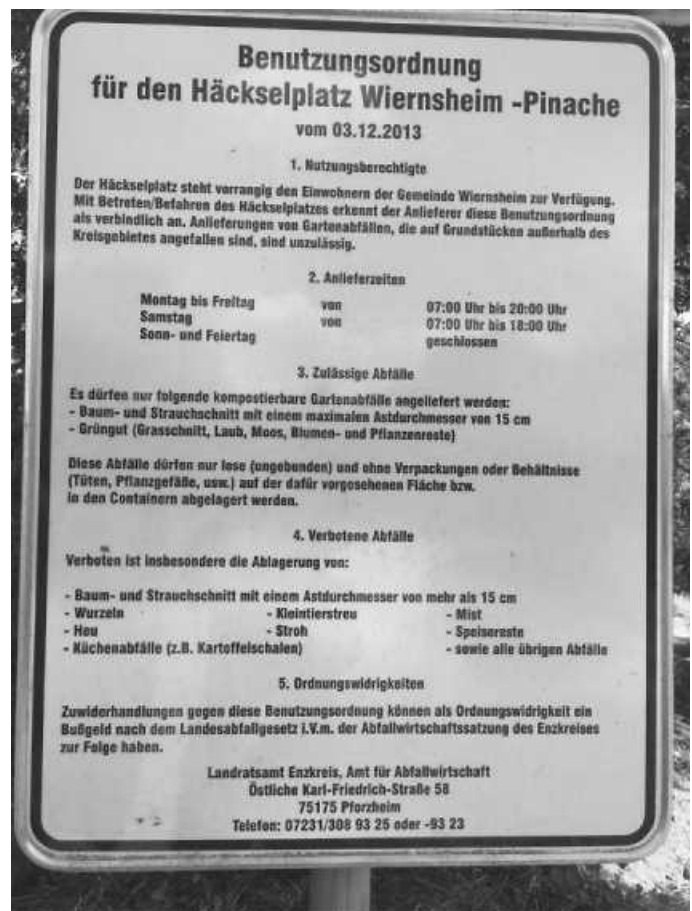 Benutzungsordnung
für den Häckselplatz Wiernsheim -Pinache
vom 03.12.2013
1. Nutzungsberechtigte
Der Häckselplatz steht vorrangig den Einwohnern der Gemeinde Wiernsheim zur Verfügung.
Mit Betreten/Befahren des Häckselplatzes erkennt der Anlieferer diese Benutzungsordnung
als verbindlich an. Anlieferungen von Gartenabfällen, die auf Grundstücken außerhalb des
Kreisgebietes angefallen sind, sind unzulässig.
2. Anlieferzeiten
Montag bis Freitag von 07:00 Uhr bis 20:00 Uhr
Samstag von 07:00 Uhr bis 18:00 Uhr
Sonn- und Feiertag geschlossen
3. Zulässige Abfälle
Es dürfen nur folgende kompostierbare Gartenabfälle angeliefert werden:
- Baum- und Strauchschnitt mit einem maximalen Astdurchmesser von 15 cm
- Grüngut (Grasschnitt, Laub, Moos, Blumen- und Pflanzenreste)
Diese Abfälle dürfen nur lose (ungebunden) und ohne Verpackungen oder Behältnisse
(Tüten, Pflanzgefäße, usw.) auf der dafür vorgesehenen Fläche bzw.
in den Containern abgelagert werden.
4. Verbotene Abfälle
Verboten ist insbesondere die Ablagerung von:
- Baum- und Strauchschnitt mit einem Astdurchmesser von mehr als 15 cm
- Wurzeln - Kleintierstreu - Mist
- Heu - Stroh - Speisereste
- Küchenabfälle (z.B. Kartoffelschalen) - sowie alle übrigen Abfälle
5. Ordnungswidrigkeiten
Zuwiderhandlungen gegen diese Benutzungsordnung können als Ordnungswidrigkeit ein
Bußgeld nach dem Landesabfallgesetz i.V.m. der Abfallwirtschaftssatzung des Enzkreises
zur Folge haben.
Landratsamt Enzkreis, Amt für Abfallwirtschaft
Östliche Karl-Friedrich-Straße 58
75175 Pforzheim
Telefon: 07231/308 93 25 oder -93 23